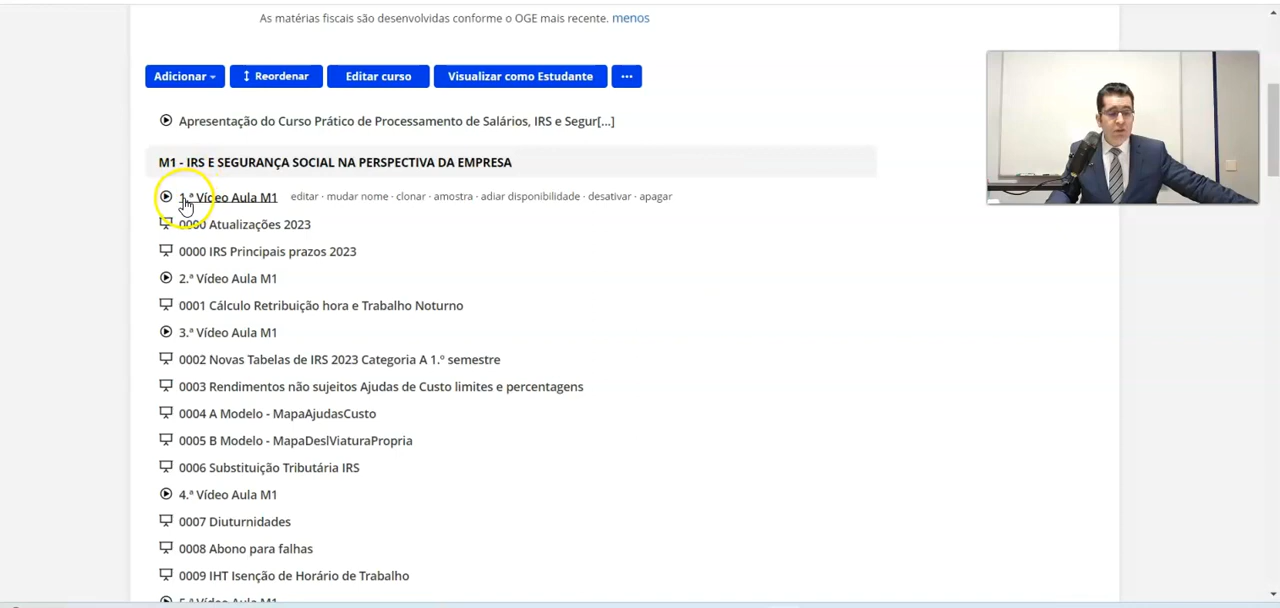 As matérias fiscais são desenvolvidas conforme o OGE mais recente. menos
Adicionar
Reordenar
Editar curso
Visualizar como Estudante
...
Apresentação do Curso Prático de Processamento de Salários, IRS e Segur[...]
M1 - IRS E SEGURANÇA SOCIAL NA PERSPECTIVA DA EMPRESA
1.ª Vídeo Aula M1 editar · mudar nome · clonar · amostra · adiar disponibilidade · desativar · apagar
0000 Atualizações 2023
0000 IRS Principais prazos 2023
2.ª Vídeo Aula M1
0001 Cálculo Retribuição hora e Trabalho Noturno
3.ª Vídeo Aula M1
0002 Novas Tabelas de IRS 2023 Categoria A 1.º semestre
0003 Rendimentos não sujeitos Ajudas de Custo limites e percentagens
0004 A Modelo - MapaAjudasCusto
0005 B Modelo - MapaDeslViaturaPropria
0006 Substituição Tributária IRS
4.ª Vídeo Aula M1
0007 Diuturnidades
0008 Abono para falhas
0009 IHT Isenção de Horário de Trabalho
5.ª Vídeo Aula M1